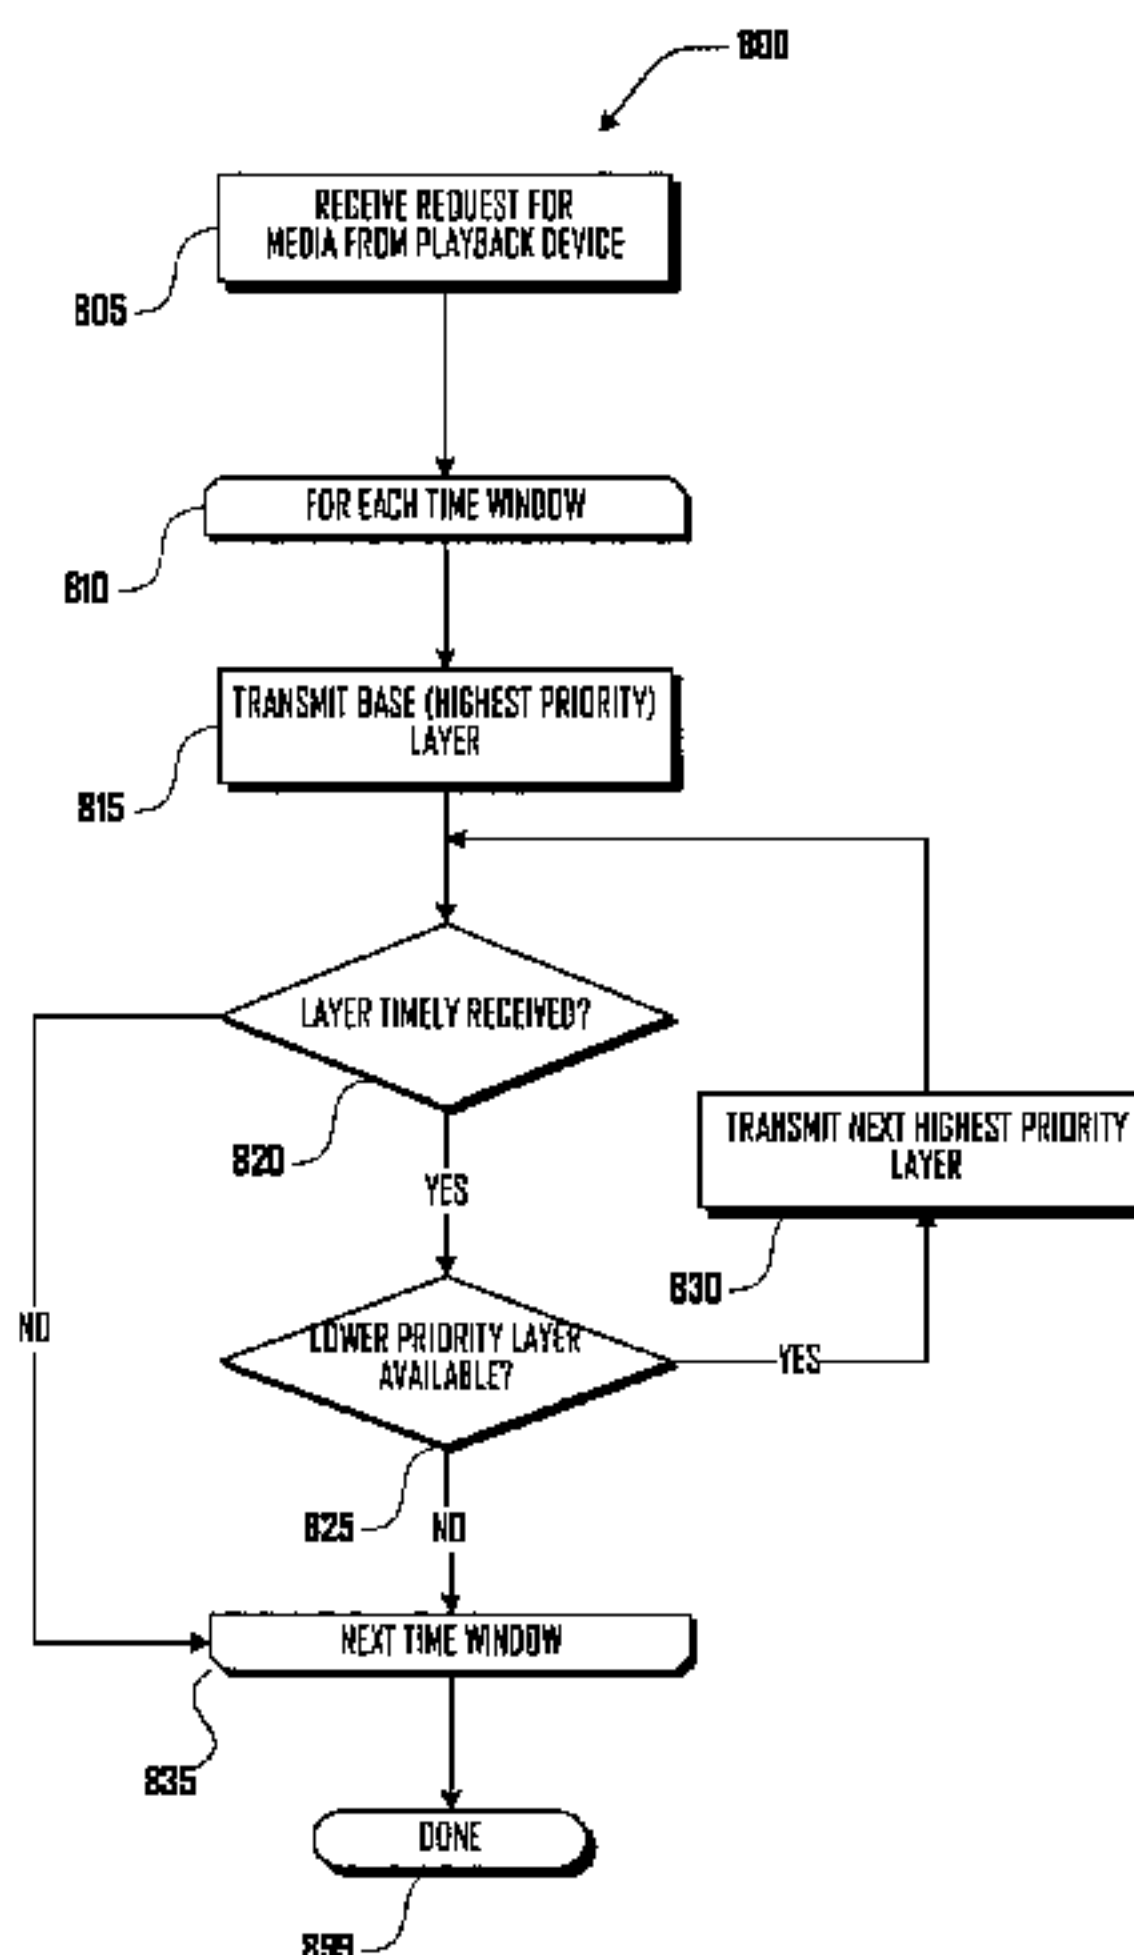 800
RECEIVE REQUEST FOR
MEDIA FROM PLAYBACK DEVICE
805
FOR EACH TIME WINDOW
810
TRANSMIT BASE (HIGHEST PRIORITY)
LAYER
815
LAYER TIMELY RECEIVED?
820
YES
TRANSMIT NEXT HIGHEST PRIORITY
LAYER
830
NO
LOWER PRIORITY LAYER
AVAILABLE?
YES
825
NO
NEXT TIME WINDOW
835
DONE
899